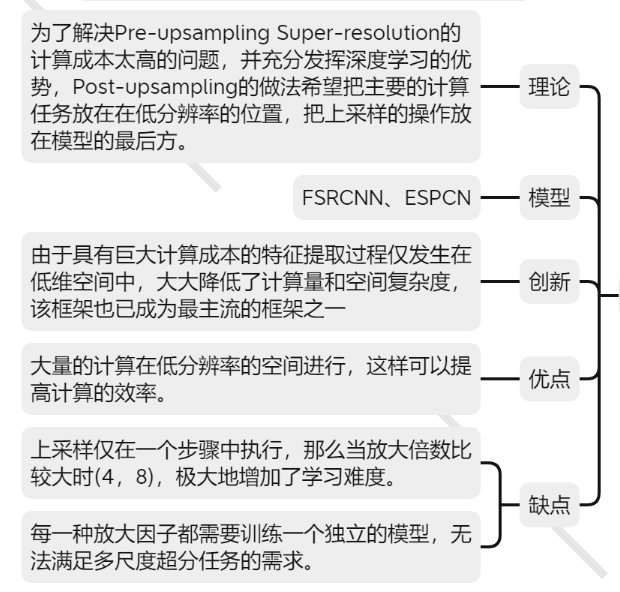 为了解决Pre-upsampling Super-resolution的
计算成本太高的问题，并充分发挥深度学习的优
势，Post-upsampling的做法希望把主要的计算
任务放在在低分辨率的位置，把上采样的操作放
在模型的最后方。
理论
FSRCNN、ESPCN
模型
由于具有巨大计算成本的特征提取过程仅发生在
低维空间中，大大降低了计算量和空间复杂度，
该框架也已成为最主流的框架之一
创新
大量的计算在低分辨率的空间进行，这样可以提
高计算的效率。
优点
上采样仅在一个步骤中执行，那么当放大倍数比
较大时(4，8)，极大地增加了学习难度。
缺点
每一种放大因子都需要训练一个独立的模型，无
法满足多尺度超分任务的需求。